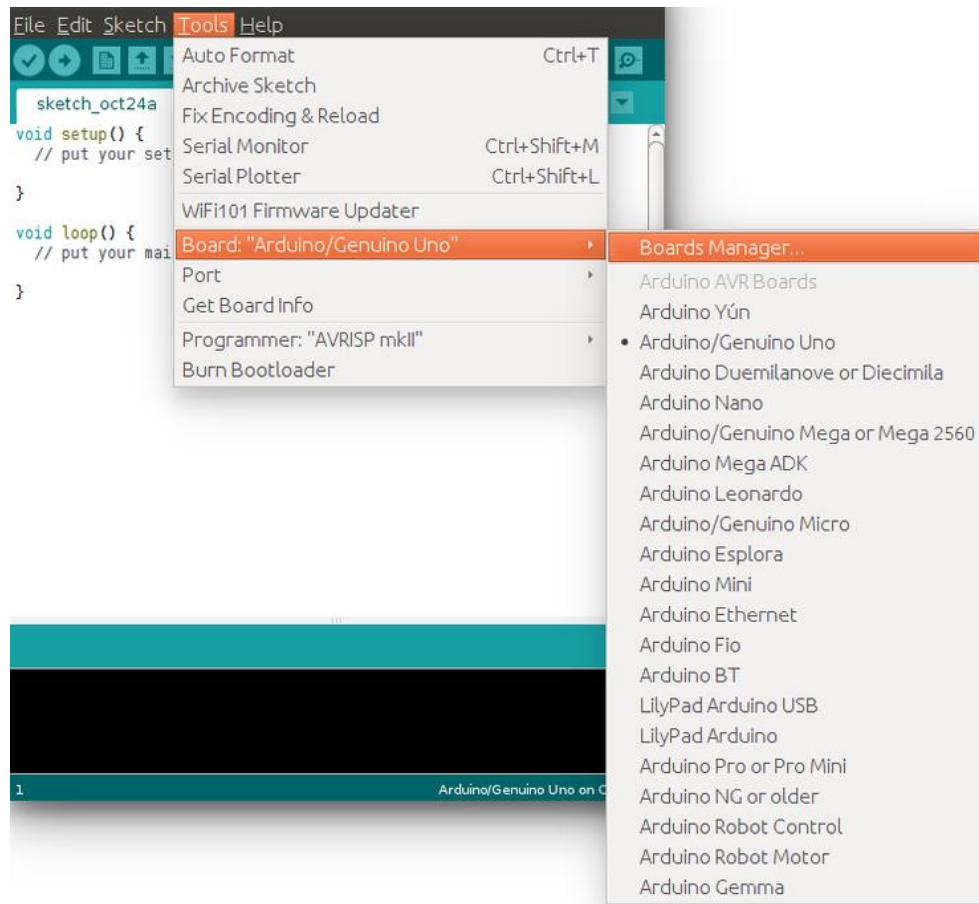 File Edit Sketch Tools Help
sketch_oct24a
void setup() {
// put your set
}
void loop() {
// put your mai
}
Auto Format Ctrl+T
Archive Sketch
Fix Encoding & Reload
Serial Monitor Ctrl+Shift+M
Serial Plotter Ctrl+Shift+L
WiFi101 Firmware Updater
Board: "Arduino/Genuino Uno"
Port
Get Board Info
Programmer: "AVRISP mkII"
Burn Bootloader
Boards Manager...
Arduino AVR Boards
Arduino Yún
• Arduino/Genuino Uno
Arduino Duemilanove or Diecimila
Arduino Nano
Arduino/Genuino Mega or Mega 2560
Arduino Mega ADK
Arduino Leonardo
Arduino/Genuino Micro
Arduino Esplora
Arduino Mini
Arduino Ethernet
Arduino Fio
Arduino BT
LilyPad Arduino USB
LilyPad Arduino
Arduino Pro or Pro Mini
Arduino NG or older
Arduino Robot Control
Arduino Robot Motor
Arduino Gemma
1 Arduino/Genuino Uno on